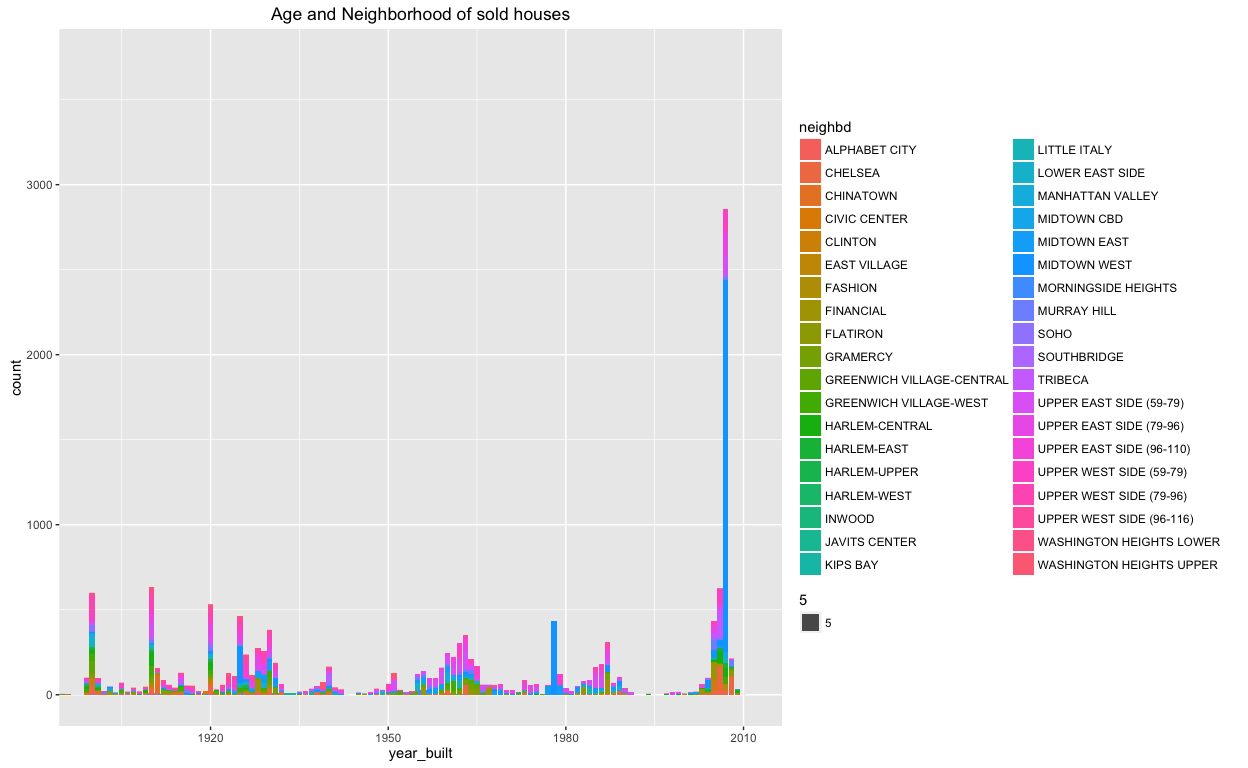 Age and Neighborhood of sold houses
count
3000
2000
1000
0
1920
1950
1980
2010
year_built
neighbd
ALPHABET CITY
CHELSEA
CHINATOWN
CIVIC CENTER
CLINTON
EAST VILLAGE
FASHION
FINANCIAL
FLATIRON
GRAMERCY
GREENWICH VILLAGE-CENTRAL
GREENWICH VILLAGE-WEST
HARLEM-CENTRAL
HARLEM-EAST
HARLEM-UPPER
HARLEM-WEST
INWOOD
JAVITS CENTER
KIPS BAY
LITTLE ITALY
LOWER EAST SIDE
MANHATTAN VALLEY
MIDTOWN CBD
MIDTOWN EAST
MIDTOWN WEST
MORNINGSIDE HEIGHTS
MURRAY HILL
SOHO
SOUTHBRIDGE
TRIBECA
UPPER EAST SIDE (59-79)
UPPER EAST SIDE (79-96)
UPPER EAST SIDE (96-110)
UPPER WEST SIDE (59-79)
UPPER WEST SIDE (79-96)
UPPER WEST SIDE (96-116)
WASHINGTON HEIGHTS LOWER
WASHINGTON HEIGHTS UPPER
5
5